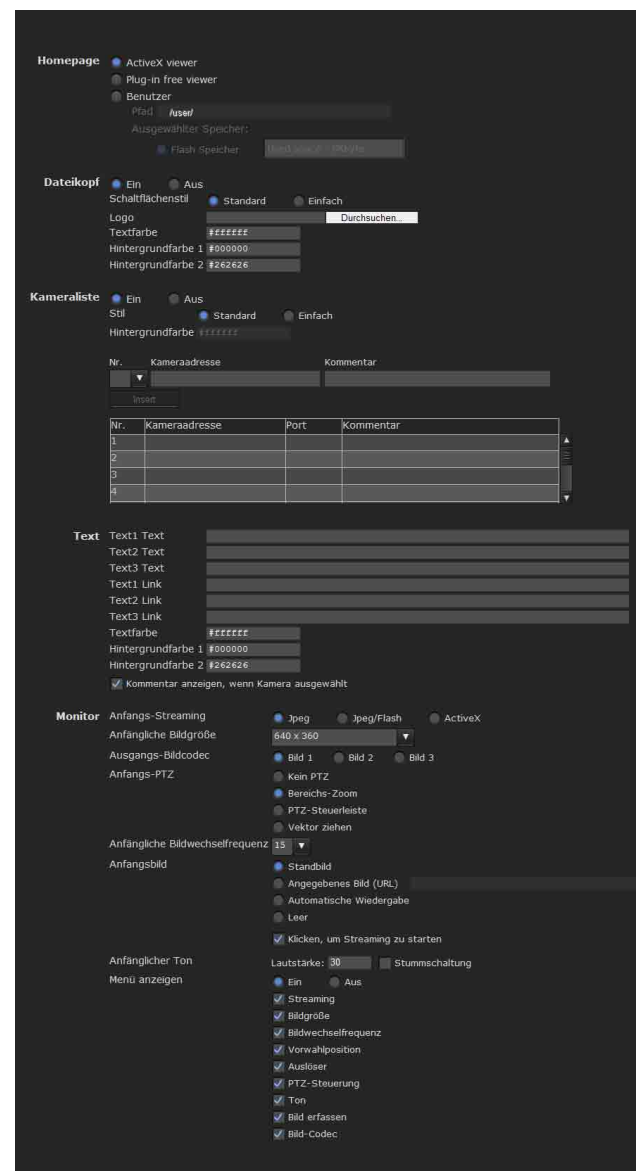 Homepage ActiveX viewer
Plug-in free viewer
Benutzer
Pfad /user/
Ausgewählter Speicher:
Flash Speicher
Dateikopf Ein Aus
Schaltflächenstil Standard Einfach
Logo Durchsuchen...
Textfarbe #ffffff
Hintergrundfarbe 1 #000000
Hintergrundfarbe 2 #262626
Kameraliste Ein Aus
Stil Standard Einfach
Hintergrundfarbe #ffffff
Nr. Kameraadresse Kommentar
Insert
Nr. Kameraadresse Port Kommentar
1
2
3
4
Text Text1 Text
Text2 Text
Text3 Text
Text1 Link
Text2 Link
Text3 Link
Textfarbe #ffffff
Hintergrundfarbe 1 #000000
Hintergrundfarbe 2 #262626
Kommentar anzeigen, wenn Kamera ausgewählt
Monitor Anfangs-Streaming Jpeg Jpeg/Flash ActiveX
Anfängliche Bildgröße 640 x 360
Ausgangs-Bildcodec Bild 1 Bild 2 Bild 3
Anfangs-PTZ Kein PTZ
Bereichs-Zoom
PTZ-Steuerleiste
Vektor ziehen
Anfängliche Bildwechselfrequenz 15
Anfangsbild Standbild
Angegebenes Bild (URL)
Automatische Wiedergabe
Leer
Klicken, um Streaming zu starten
Anfänglicher Ton Lautstärke: 30 Stummschaltung
Menü anzeigen Ein Aus
Streaming
Bildgröße
Bildwechselfrequenz
Vorwahlposition
Auslöser
PTZ-Steuerung
Ton
Bild erfassen
Bild-Codec